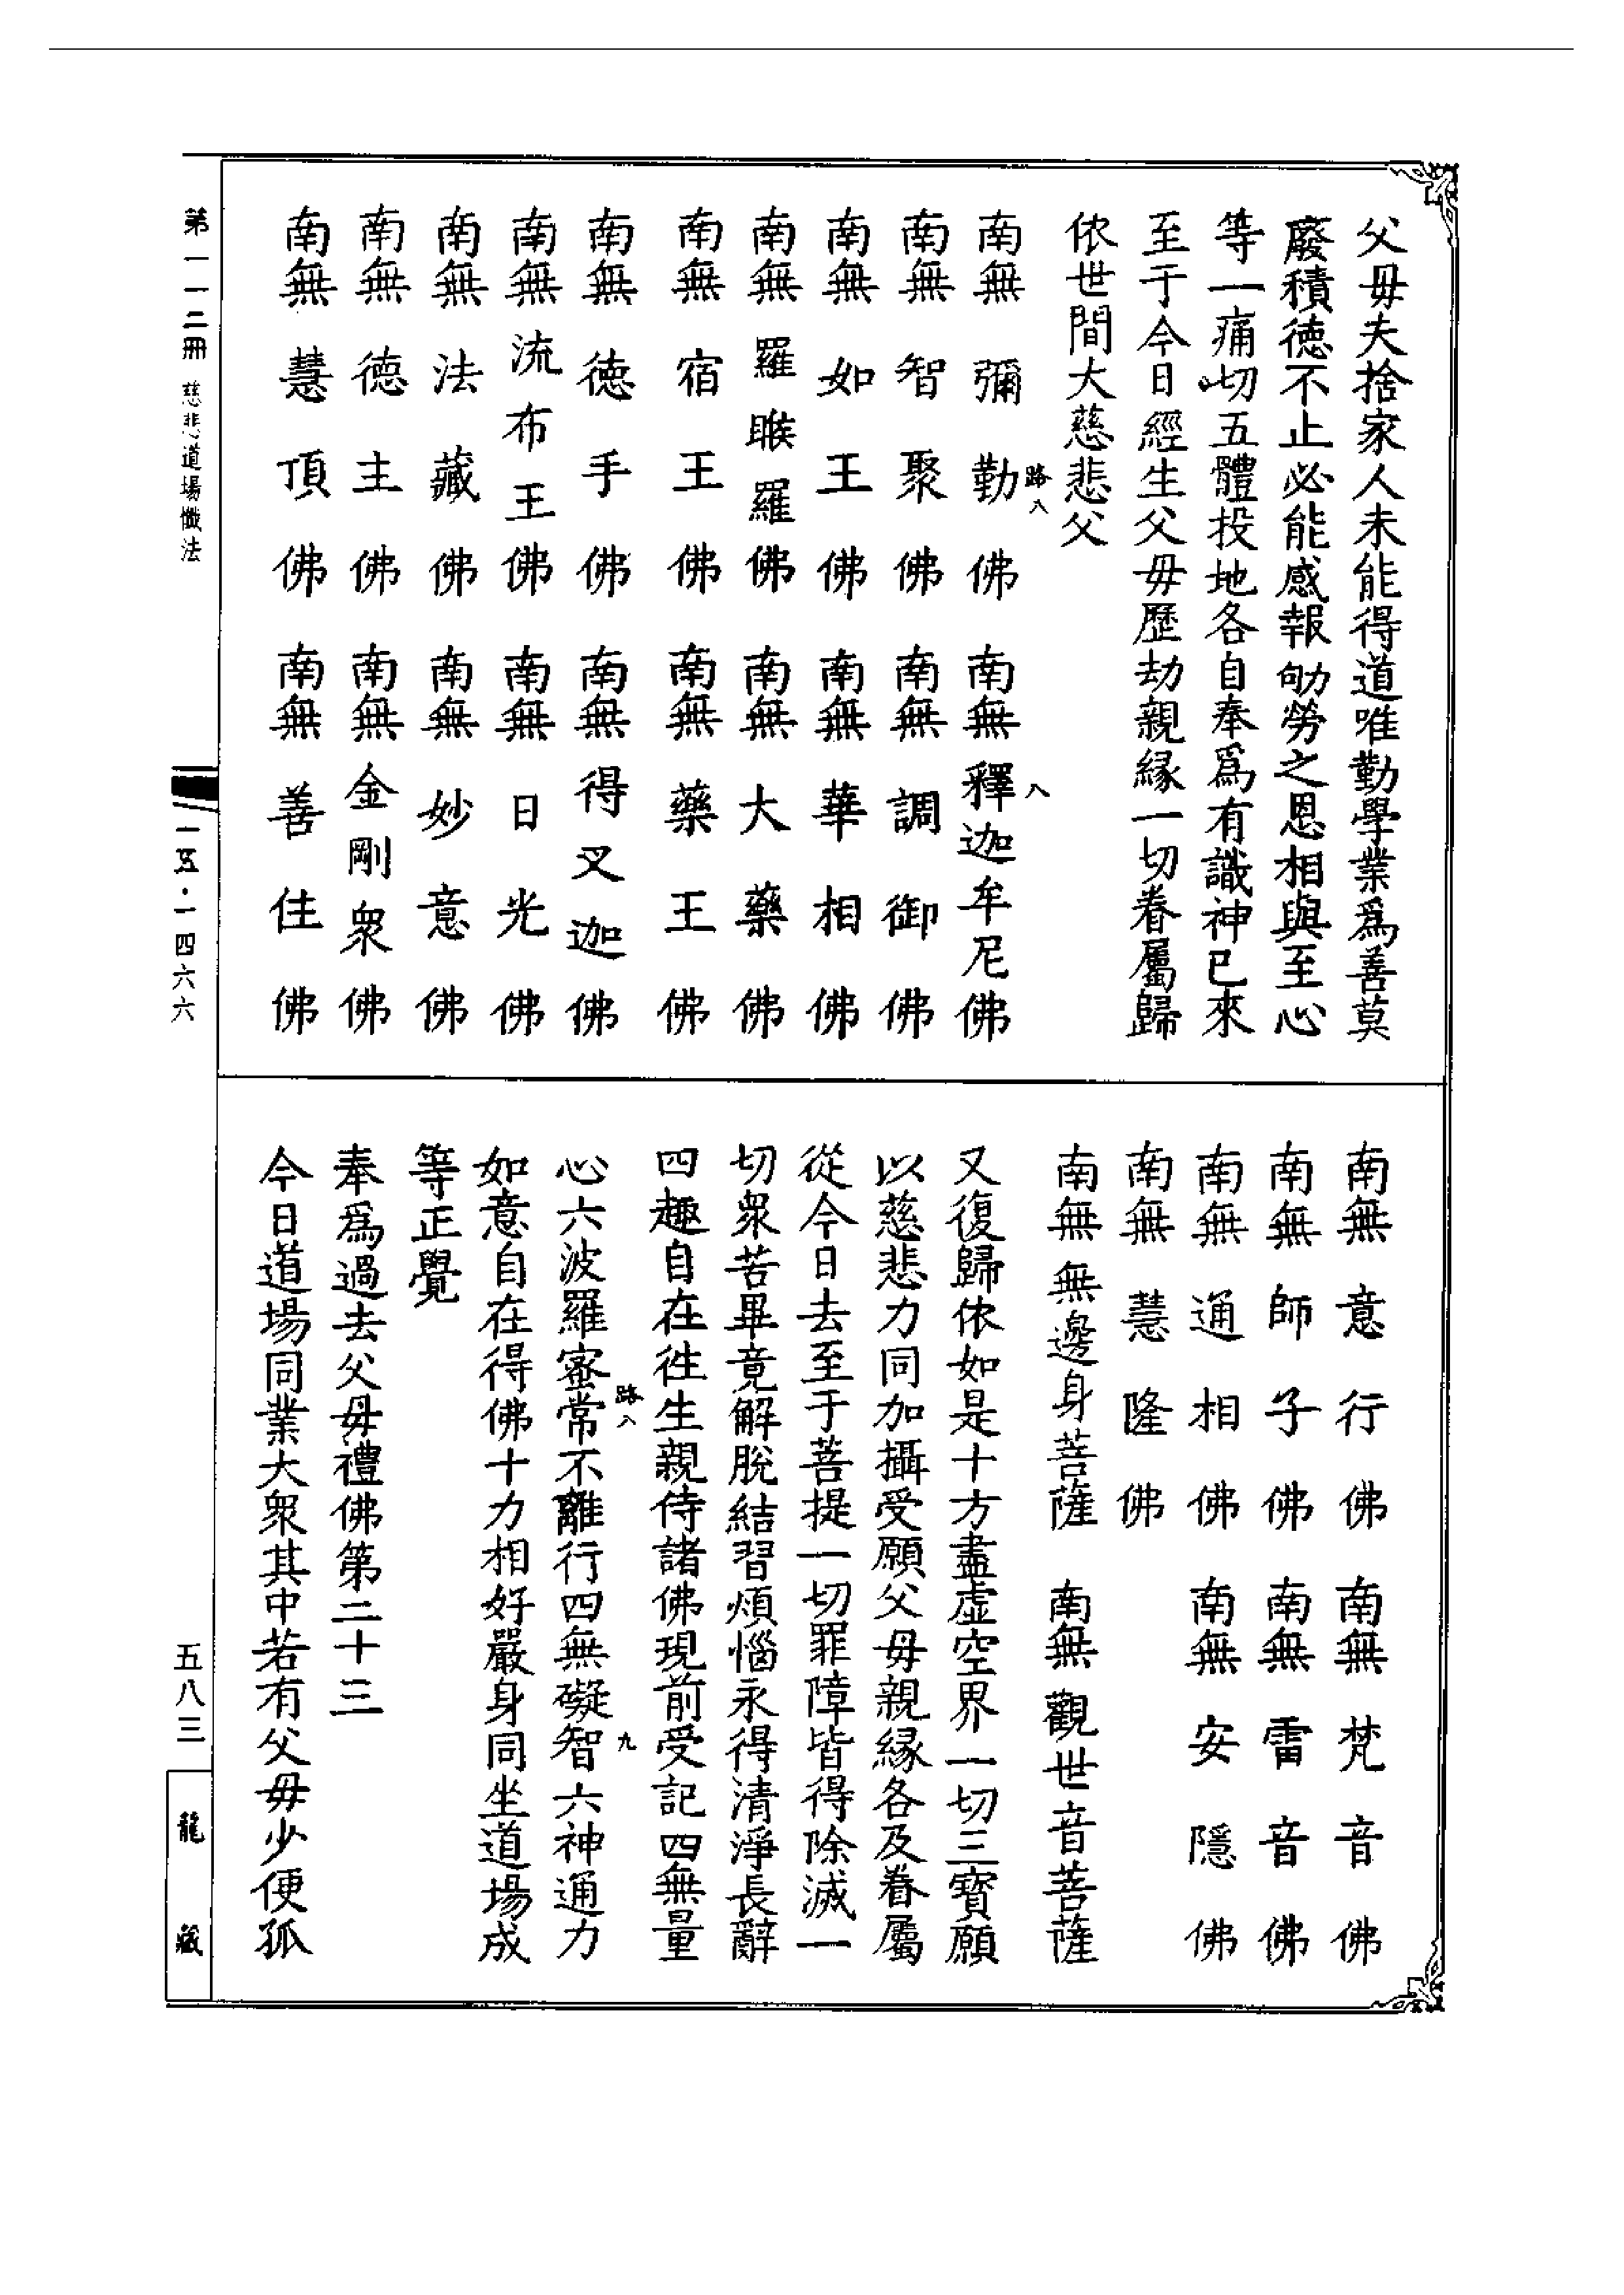 父母夫捨家人未能得道唯勤學業為善莫
廢積德不止必能感報劬勞之恩相與至心
等一痛切五體投地各自奉為有識神已來
至于今日經生父母歷劫親緣一切眷屬歸
依世間大慈悲父
南無彌勒佛 南無釋迦牟尼佛
路八 八
南無智聚佛 南無調御佛
南無如王佛 南無華相佛
南無羅睺羅佛 南無大藥佛
南無宿王佛 南無藥王佛
南無德手佛 南無得叉迦佛
南無流布王佛 南無日光佛
南無法藏佛 南無妙意佛
南無德主佛 南無金剛眾佛
南無慧頂佛 南無善住佛
南無意行佛 南無梵音佛
南無師子佛 南無雷音佛
南無通相佛 南無安隱佛
南無慧隆佛
南無無邊身菩薩 南無觀世音菩薩
又復歸依如是十方盡虛空界一切三寶願
以慈悲力同加攝受願父母親緣各及眷屬
從今日去至于菩提一切罪障皆得除滅一
切眾苦畢竟解脫結習煩惱永得清淨長辭
四趣自在往生親侍諸佛現前受記四無量
心六波羅蜜常不離行四無礙智六神通力
路八 九
如意自在得佛十力相好嚴身同坐道場成
等正覺
奉為過去父母禮佛第二十三
今日道場同業大眾其中若有父母少便孤
第一一二冊 慈悲道場懺法
一五·一四六六
五八三
龍藏